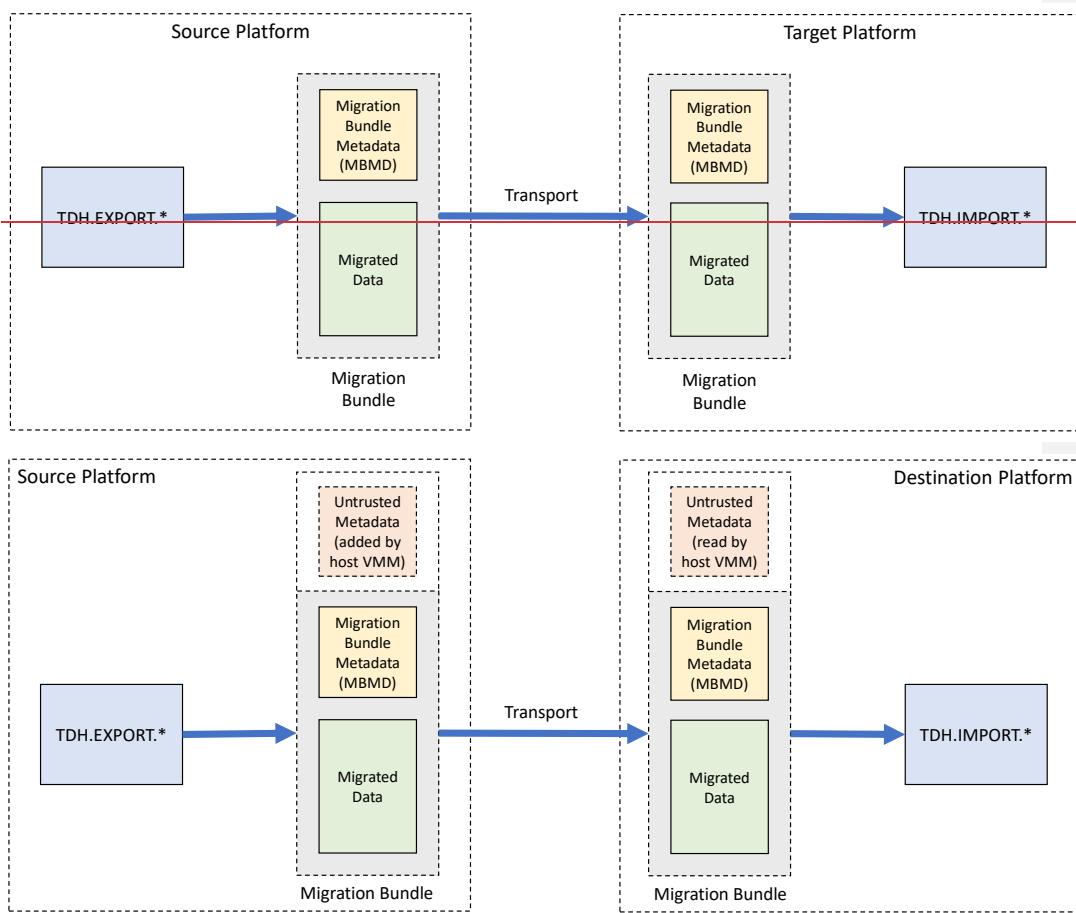 Source Platform
Target Platform
Migration
Bundle
Metadata
(MBMD)
Migration
Bundle
Metadata
(MBMD)
TDH.EXPORT.*
Transport
TDH.IMPORT.*
Migrated
Data
Migrated
Data
Migration
Bundle
Migration
Bundle
Source Platform
Destination Platform
Untrusted
Metadata
(added by
host VMM)
Untrusted
Metadata
(read by
host VMM)
Migration
Bundle
Metadata
(MBMD)
Migration
Bundle
Metadata
(MBMD)
TDH.EXPORT.*
Transport
TDH.IMPORT.*
Migrated
Data
Migrated
Data
Migration Bundle
Migration Bundle